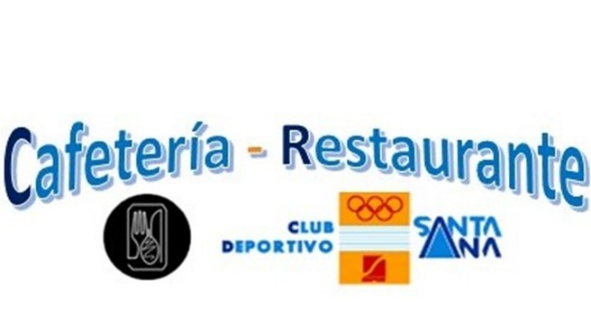 Cafetería - Restaurante
CLUB
DEPORTIVO
SANTA
ANA